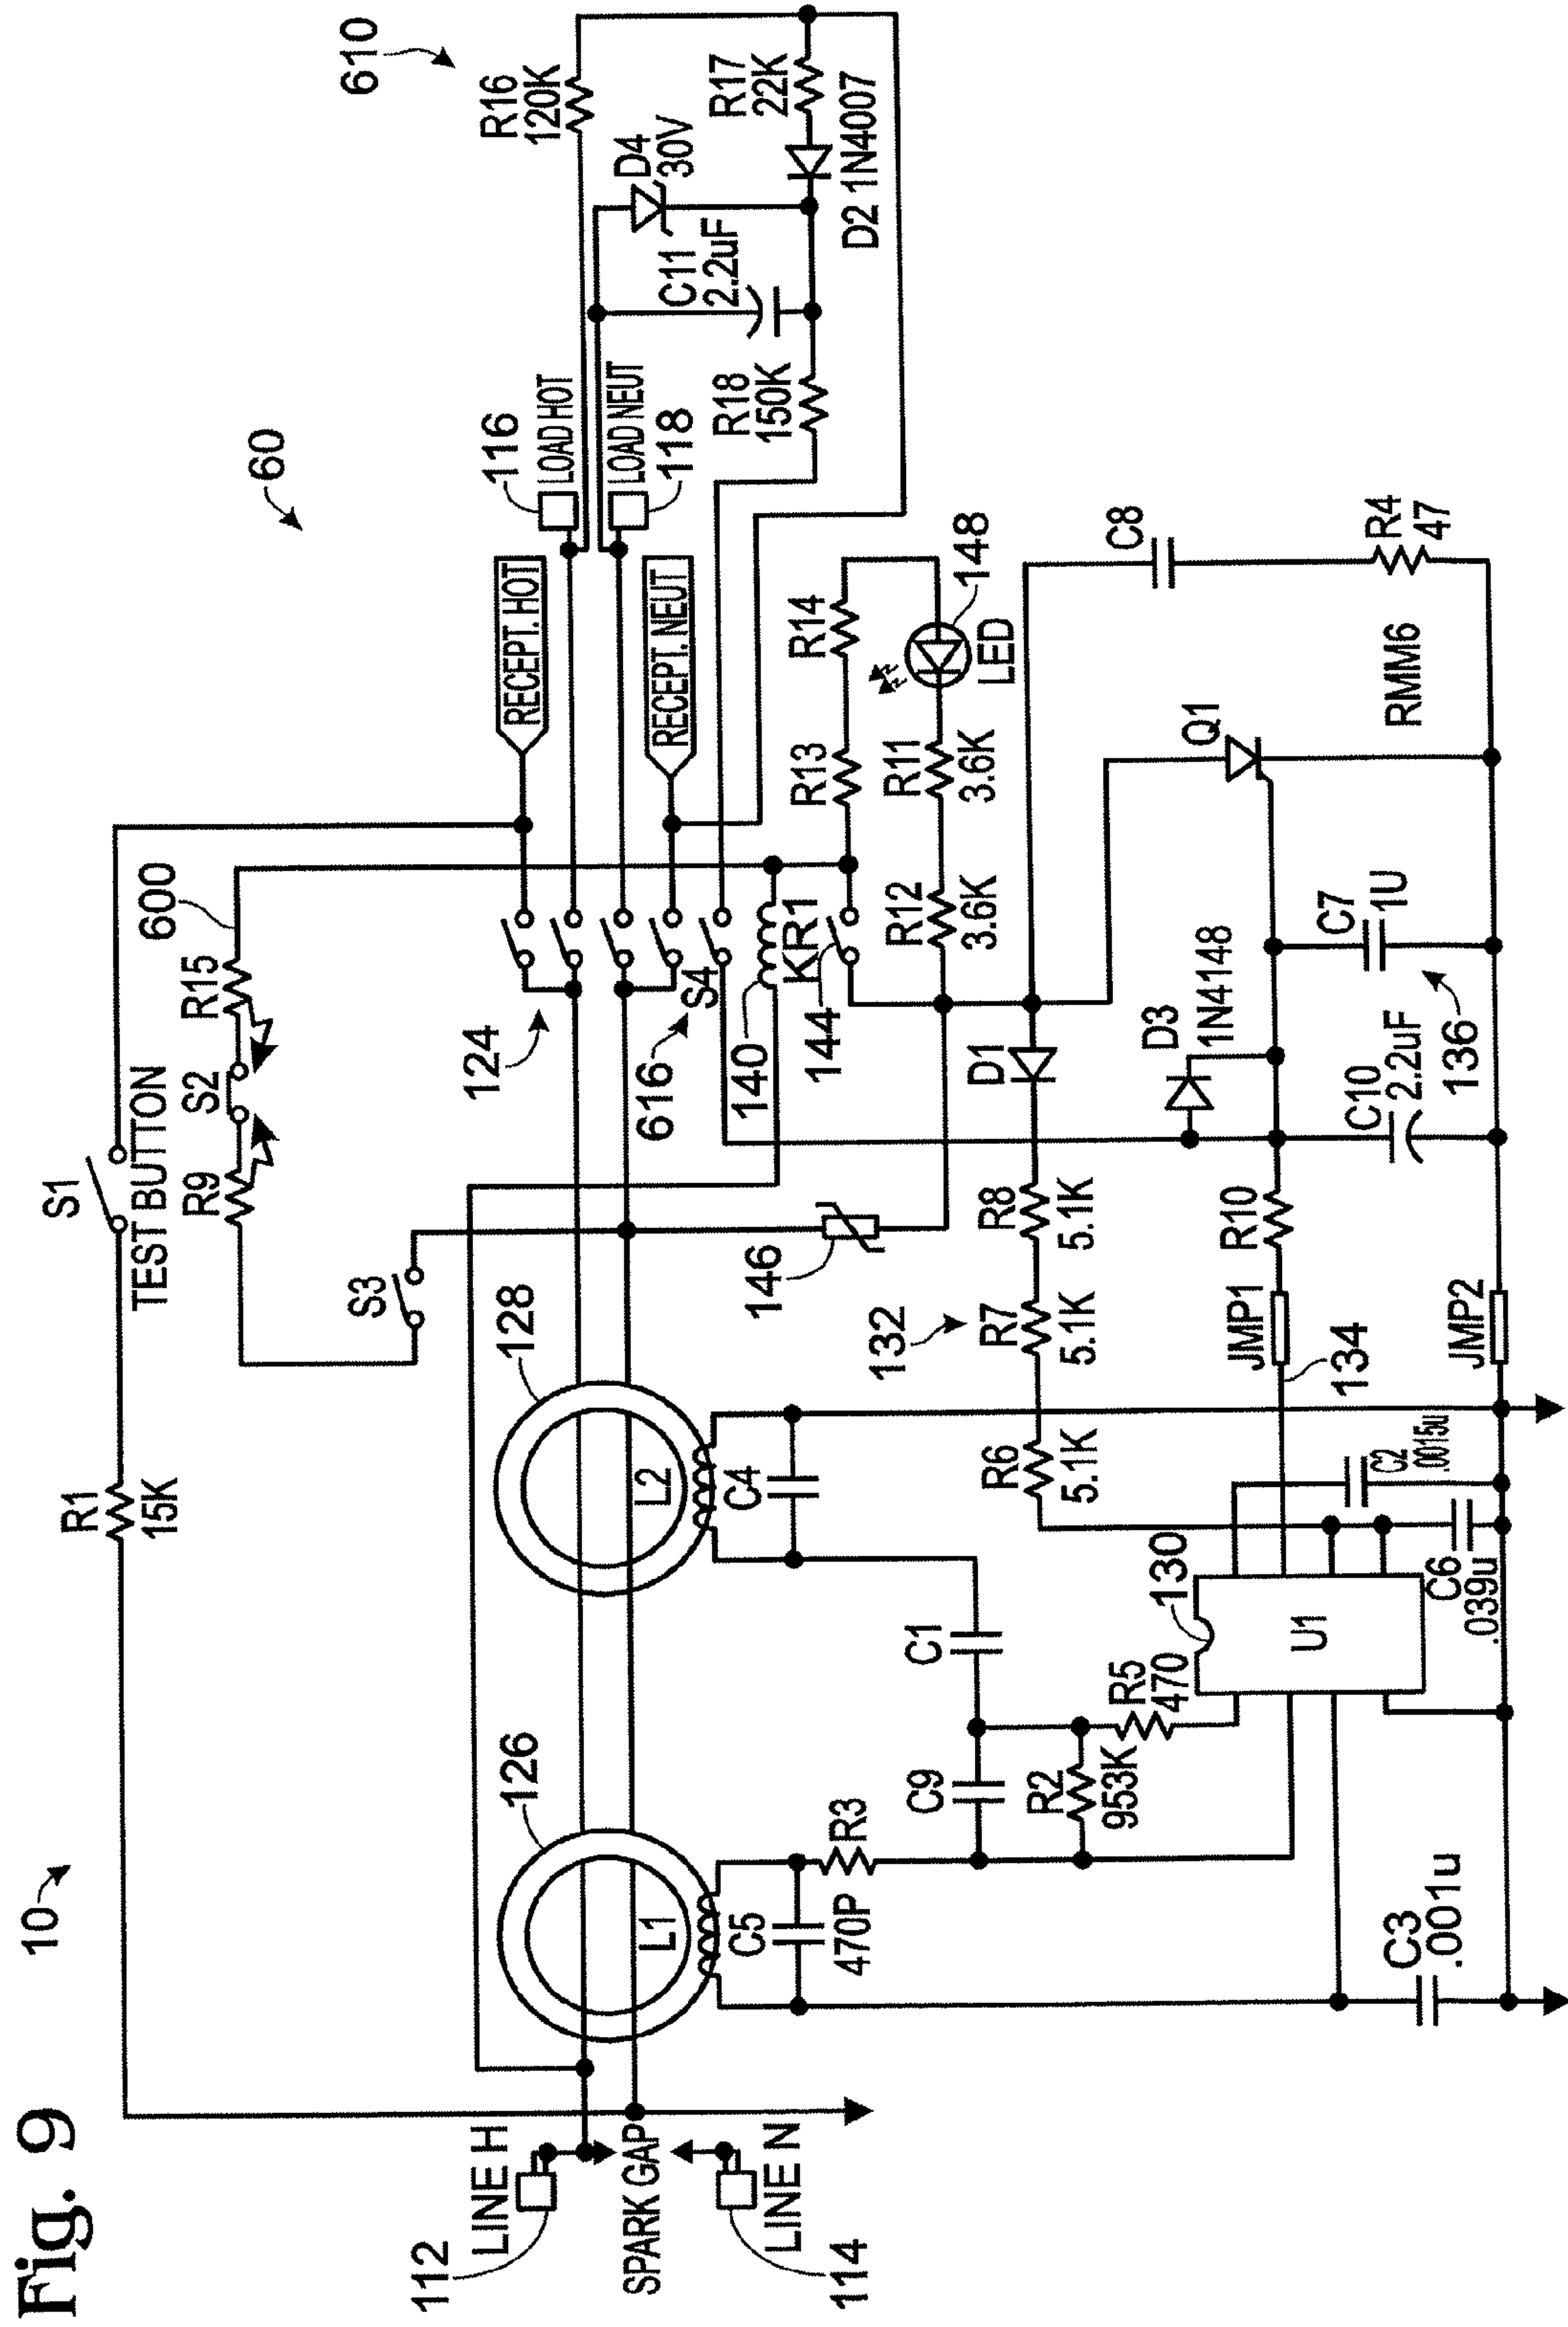 Fig. 9
10
60
610
S1
TEST BUTTON
R1
15K
600
R15
S2
R9
S3
LINE H
112
SPARK GAP
LINE N
114
126
L1
128
L2
124
RECEPT. HOT
116
LOAD HOT
LOAD NEUT
118
RECEPT. NEUT
R16
120K
D4
30V
C11
2.2uF
R17
22K
D2 1N4007
R18
150K
S4
616
140
KR1
144
146
R13
R14
148
LED
R11
3.6K
R12
3.6K
C5
470P
R3
C4
C1
C9
R2
953K
R5
470
130
U1
132
R6
5.1K
R7
5.1K
R8
5.1K
D1
C8
R4
47
Q1
RMM6
D3
1N4148
C7
1U
C10
2.2uF
136
R10
JMP1
134
JMP2
C2
.0015u
C6
.039u
C3
.001u